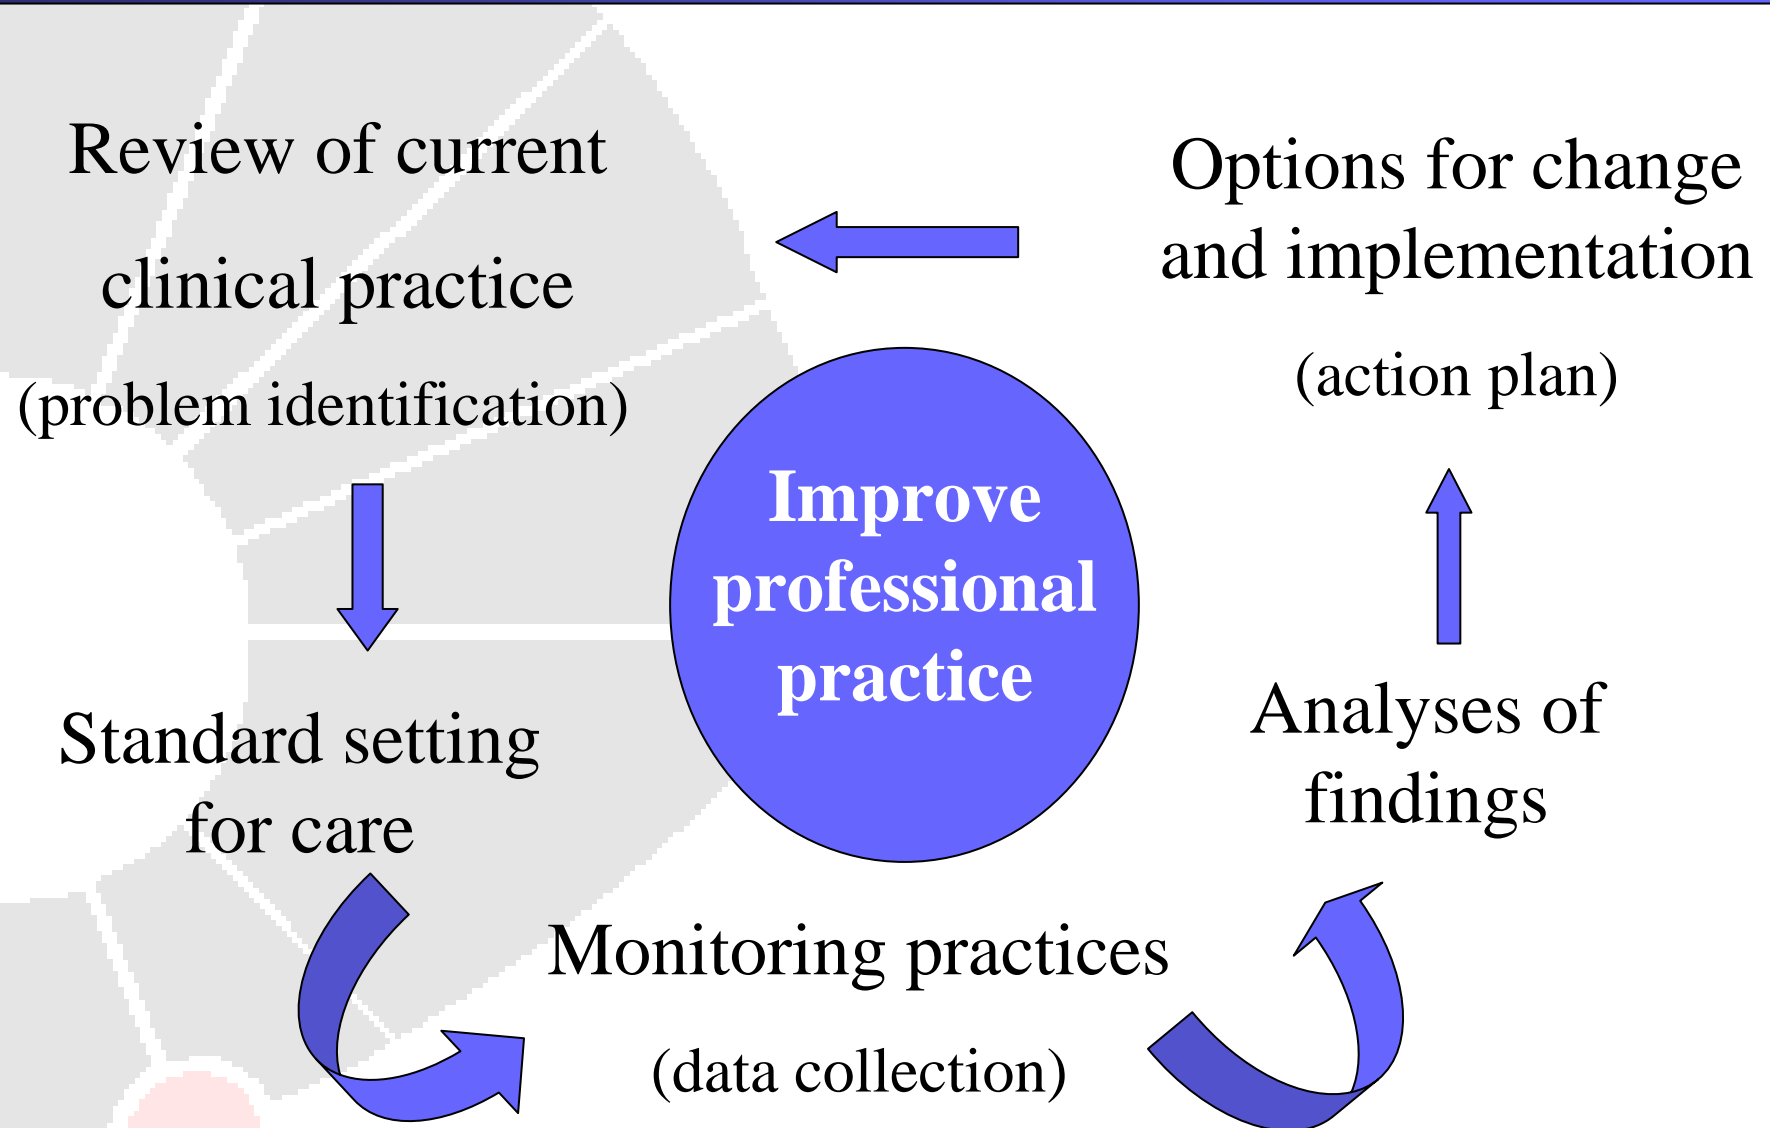 Review of current
clinical practice
(problem identification)
Options for change
and implementation
(action plan)
Improve
professional
practice
Standard setting
for care
Analyses of
findings
Monitoring practices
(data collection)